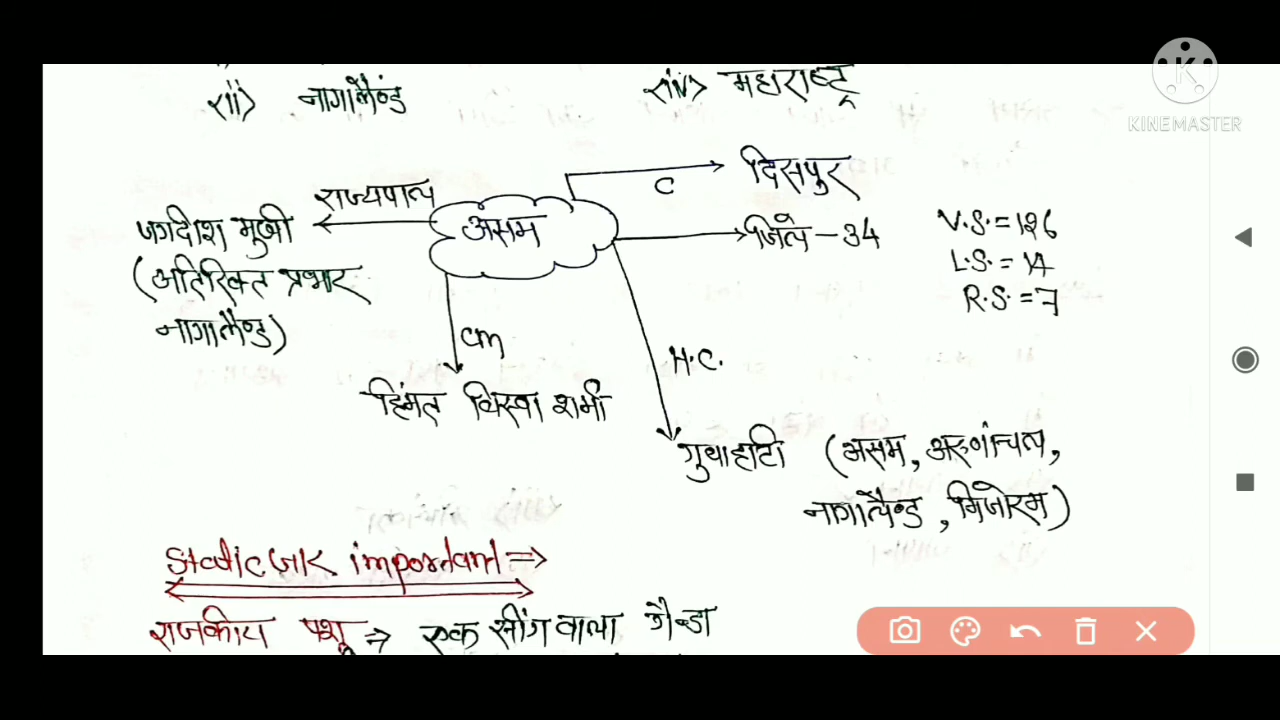 (ii) नागालैण्ड
(iv) महाराष्ट्र
KINEMASTER
राज्यपाल
C
दिसपुर
जगदीश मुखी
असम
जिले - 34
V.S. = 126
(अतिरिक्त प्रभार
L.S. = 14
नागालैण्ड)
R.S. = 7
cm
H.C.
हिमंत विस्वा शर्मा
गुवाहाटी (असम, अरुणांचल,
नागालैण्ड, मिजोरम)
Static जो important ⇒
राजकीय पशु ⇒ एक सींग वाला गैण्डा